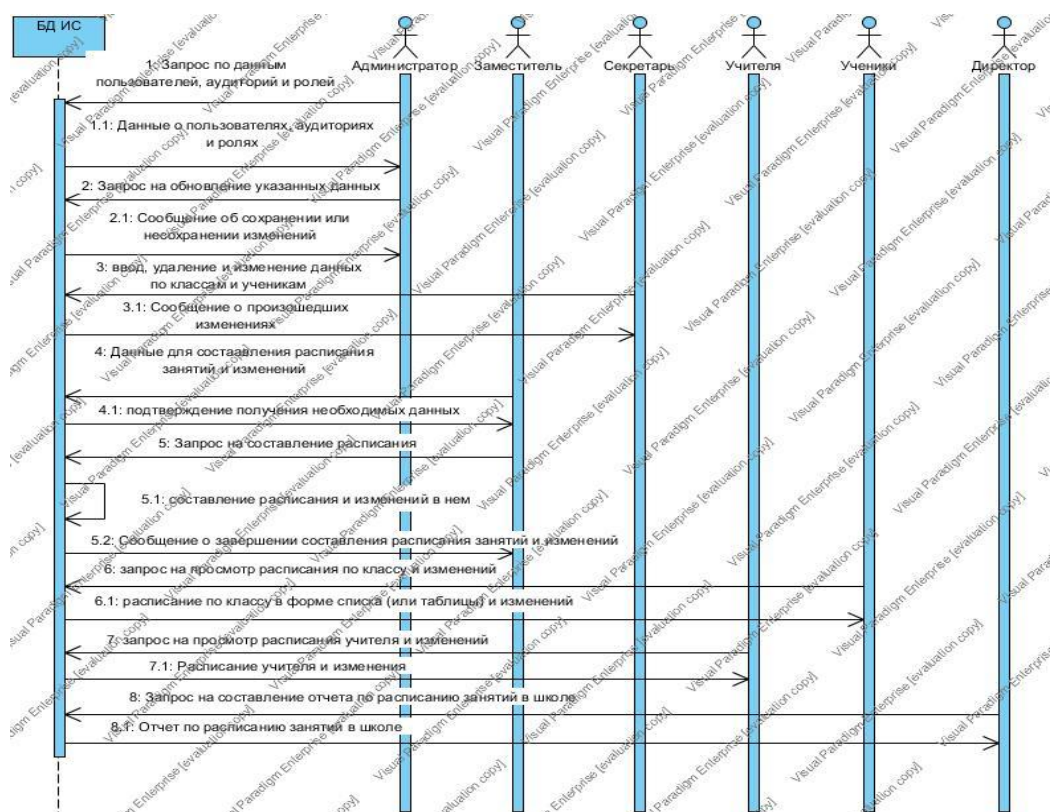 БД ИС
Администратор
Заместитель
Секретарь
Учителя
Ученики
Директор
1: Запрос по данным
пользователей, аудиторий и ролей
1.1: Данные о пользователях, аудиториях
и ролях
2: Запрос на обновление указанных данных
2.1: Сообщение об сохранении или
несохранении изменений
3: ввод, удаление и изменение данных
по классам и ученикам
3.1: Сообщение о произошедших
изменениях
4: Данные для состаавления расписания
занятий и изменений
4.1: подтверждение получения необходимых данных
5: Запрос на составление расписания
5.1: составление расписания и изменений в нем
5.2: Сообщение о завершении составления расписания занятий и изменений
6: запрос на просмотр расписания по классу и изменений
6.1: расписание по классу в форме списка (или таблицы) и изменений
7: запрос на просмотр расписания учителя и изменений
7.1: Расписание учителя и изменения
8: Запрос на составление отчета по расписанию занятий в школе
8.1: Отчет по расписанию занятий в школе
Visual Paradigm Enterprise [evaluation copy]